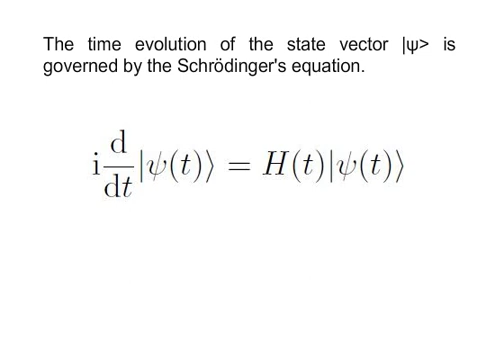 The time evolution of the state vector |ψ> is
governed by the Schrödinger's equation.
i d/dt |ψ(t)⟩ = H(t)|ψ(t)⟩